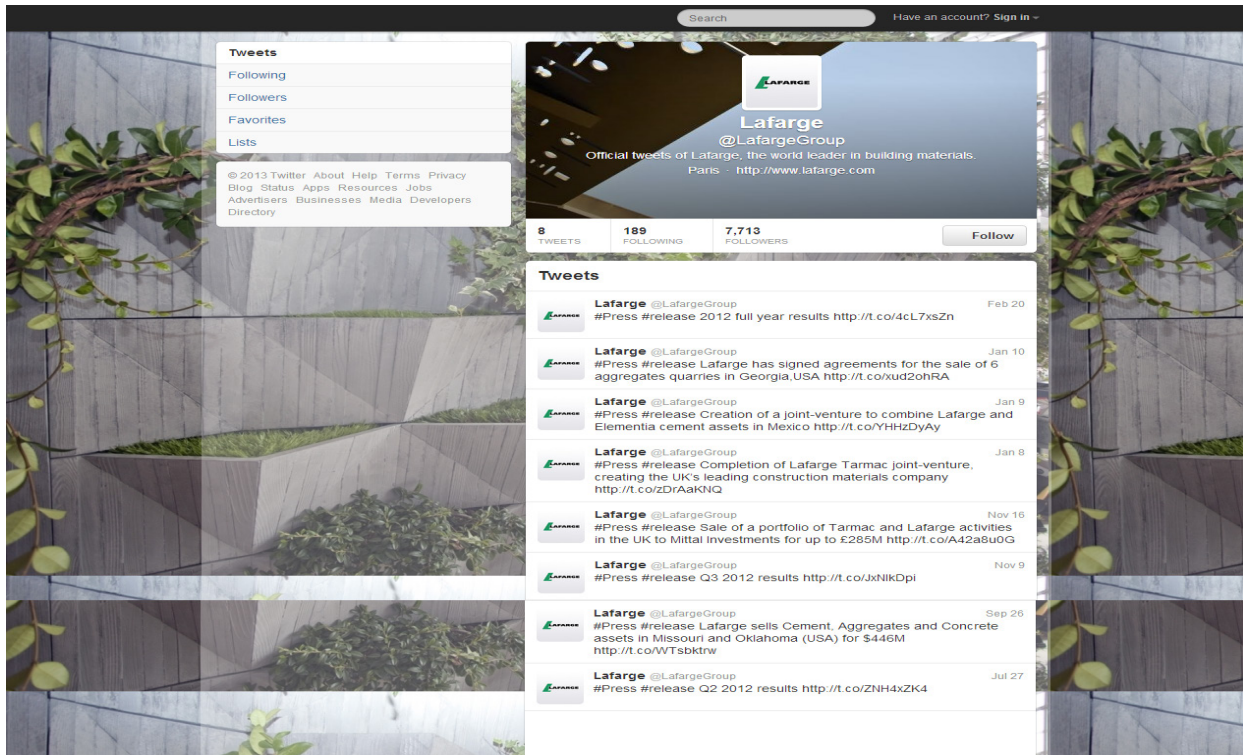 Search
Have an account? Sign in
Tweets
Following
Followers
Favorites
Lists
© 2013 Twitter About Help Terms Privacy
Blog Status Apps Resources Jobs
Advertisers Businesses Media Developers
Directory
LAFARGE
Lafarge
@LafargeGroup
Official tweets of Lafarge, the world leader in building materials.
Paris · http://www.lafarge.com
8
TWEETS
189
FOLLOWING
7,713
FOLLOWERS
Follow
Tweets
LAFARGE
Lafarge @LafargeGroup Feb 20
#Press #release 2012 full year results http://t.co/4cL7xsZn
LAFARGE
Lafarge @LafargeGroup Jan 10
#Press #release Lafarge has signed agreements for the sale of 6
aggregates quarries in Georgia,USA http://t.co/xud2ohRA
LAFARGE
Lafarge @LafargeGroup Jan 9
#Press #release Creation of a joint-venture to combine Lafarge and
Elementia cement assets in Mexico http://t.co/YHHzDyAy
LAFARGE
Lafarge @LafargeGroup Jan 8
#Press #release Completion of Lafarge Tarmac joint-venture,
creating the UK's leading construction materials company
http://t.co/zDrAaKNQ
LAFARGE
Lafarge @LafargeGroup Nov 16
#Press #release Sale of a portfolio of Tarmac and Lafarge activities
in the UK to Mittal Investments for up to £285M http://t.co/A42a8u0G
LAFARGE
Lafarge @LafargeGroup Nov 9
#Press #release Q3 2012 results http://t.co/JxNlkDpi
LAFARGE
Lafarge @LafargeGroup Sep 26
#Press #release Lafarge sells Cement, Aggregates and Concrete
assets in Missouri and Oklahoma (USA) for $446M
http://t.co/WTsbktrw
LAFARGE
Lafarge @LafargeGroup Jul 27
#Press #release Q2 2012 results http://t.co/ZNH4xZK4